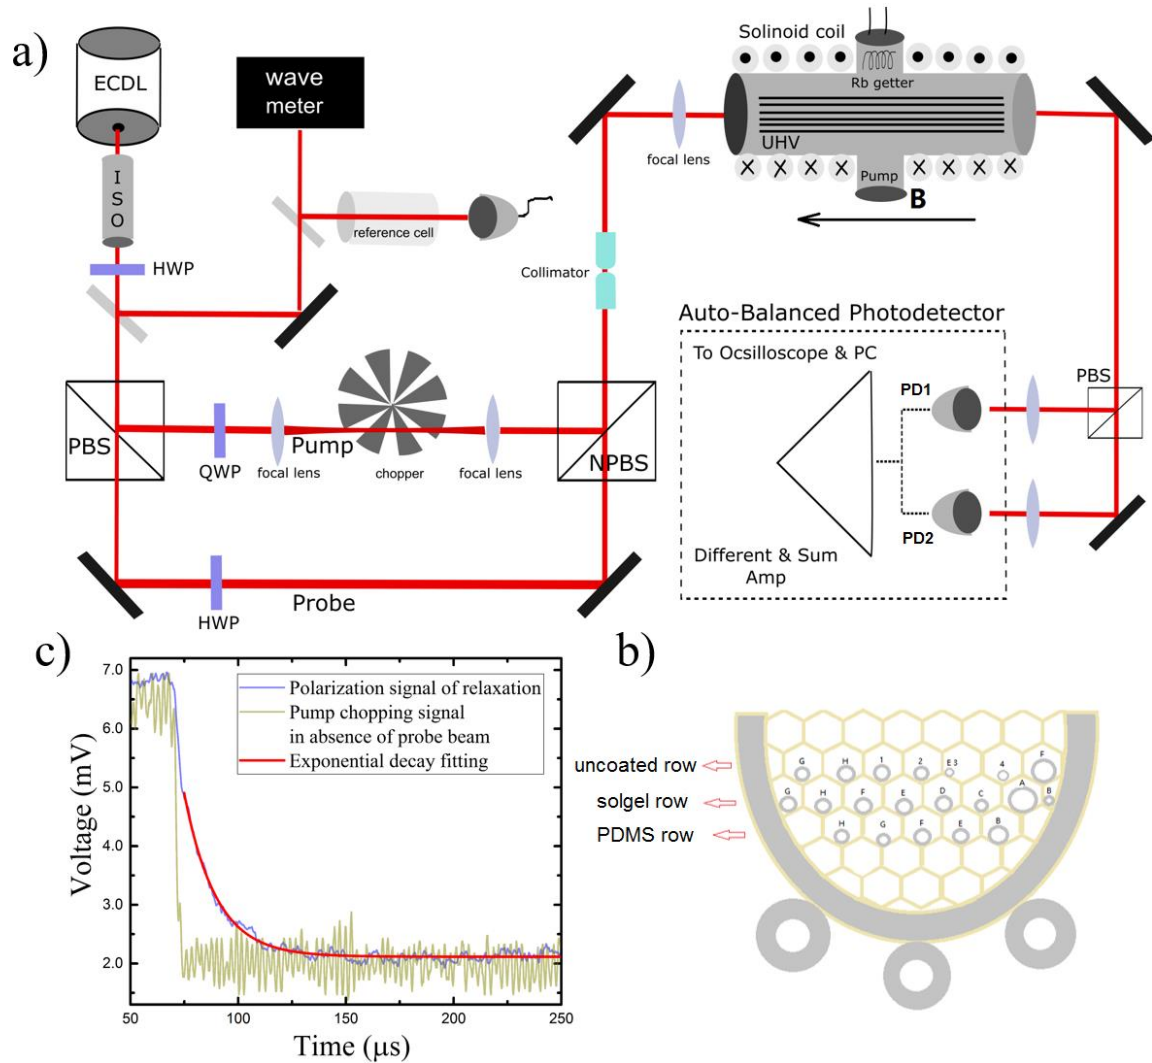 a)
ECDL
ISO
HWP
wave
meter
reference cell
Collimator
focal lens
Solinoid coil
Rb getter
UHV
Pump
B
PBS
QWP
focal lens
Pump
chopper
focal lens
NPBS
HWP
Probe
Auto-Balanced Photodetector
To Ocsilloscope & PC
PD1
PD2
Different & Sum
Amp
PBS
c)
Voltage (mV)
7.0
6.0
5.0
4.0
3.0
2.0
Polarization signal of relaxation
Pump chopping signal
in absence of probe beam
Exponential decay fitting
50 100 150 200 250
Time (μs)
b)
uncoated row
G H 1 2 E 3 4 F
solgel row
G H F E D C A B
PDMS row
H G F E B